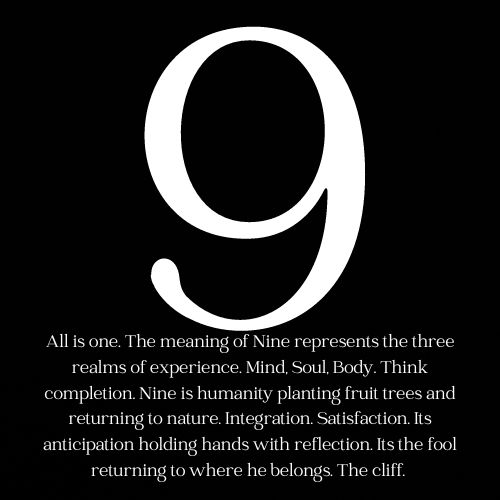 9
All is one. The meaning of Nine represents the three
realms of experience. Mind, Soul, Body. Think
completion. Nine is humanity planting fruit trees and
returning to nature. Integration. Satisfaction. Its
anticipation holding hands with reflection. Its the fool
returning to where he belongs. The cliff.